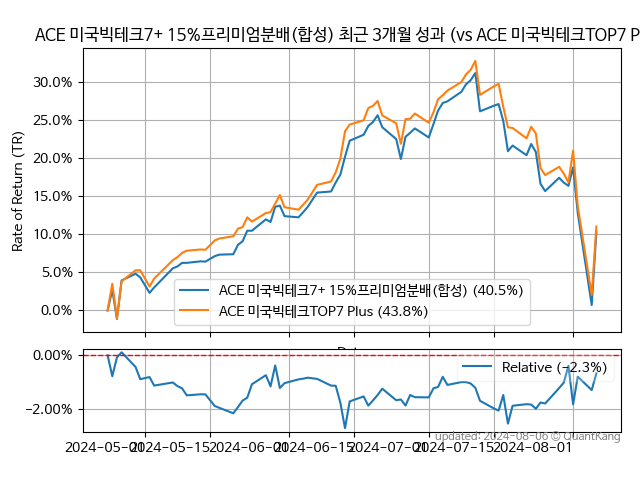 ACE 미국빅테크7+ 15%프리미엄분배(합성) 최근 3개월 성과 (vs ACE 미국빅테크TOP7 P
Rate of Return (TR)
30.0%
25.0%
20.0%
15.0%
10.0%
5.0%
0.0%
ACE 미국빅테크7+ 15%프리미엄분배(합성) (40.5%)
ACE 미국빅테크TOP7 Plus (43.8%)
0.00%
−2.00%
Relative (−2.3%)
2024-05-01
2024-05-15
2024-06-01
2024-06-15
2024-07-01
2024-07-15
2024-08-01
updated: 2024-08-06 © QuantKang